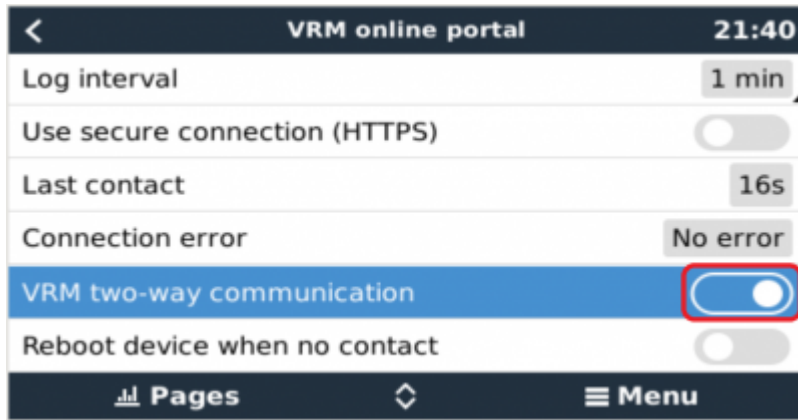 VRM online portal 21:40
Log interval 1 min
Use secure connection (HTTPS)
Last contact 16s
Connection error No error
VRM two-way communication
Reboot device when no contact
Pages Menu